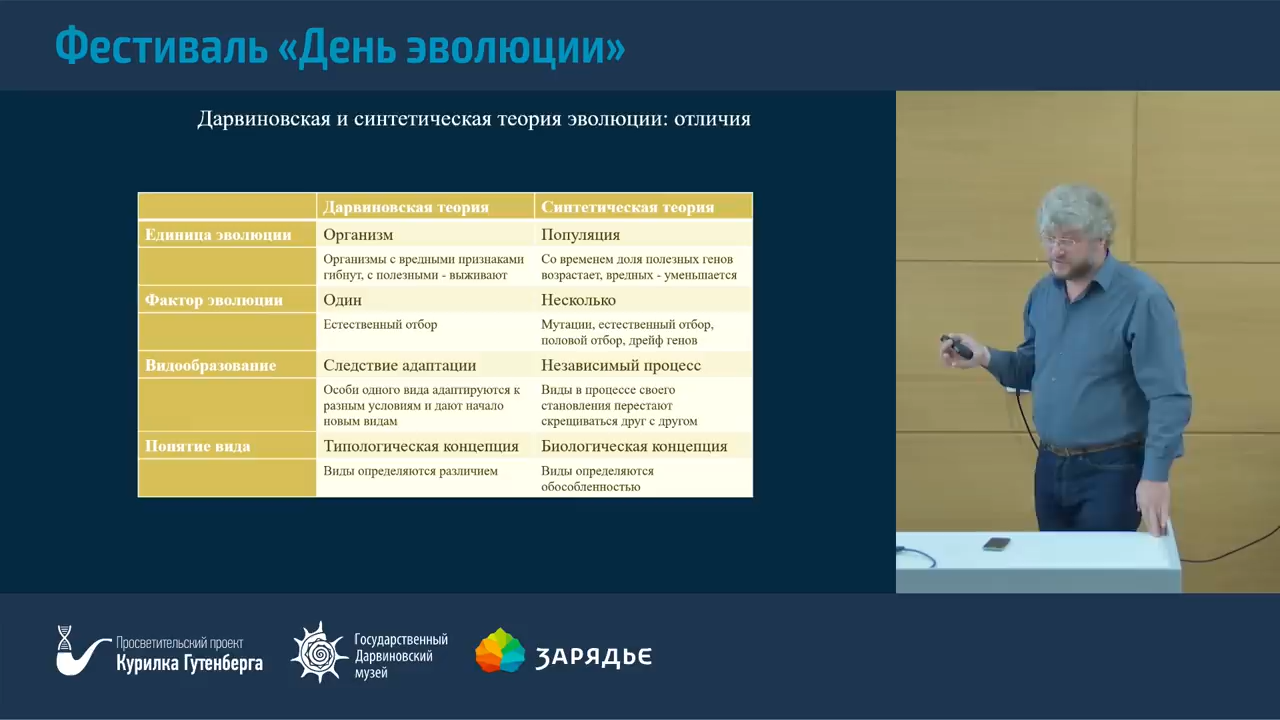 Фестиваль «День эволюции»
Дарвиновская и синтетическая теория эволюции: отличия
Дарвиновская теория
Синтетическая теория
Единица эволюции
Организм
Популяция
Организмы с вредными признаками
гибнут, с полезными - выживают
Со временем доля полезных генов
возрастает, вредных - уменьшается
Фактор эволюции
Один
Несколько
Естественный отбор
Мутации, естественный отбор,
половой отбор, дрейф генов
Видообразование
Следствие адаптации
Независимый процесс
Особи одного вида адаптируются к
разным условиям и дают начало
новым видам
Виды в процессе своего
становления перестают
скрещиваться друг с другом
Понятие вида
Типологическая концепция
Биологическая концепция
Виды определяются различием
Виды определяются
обособленностью
Просветительский проект
Курилка Гутенберга
Государственный
Дарвиновский
музей
ЗАРЯДЬЕ